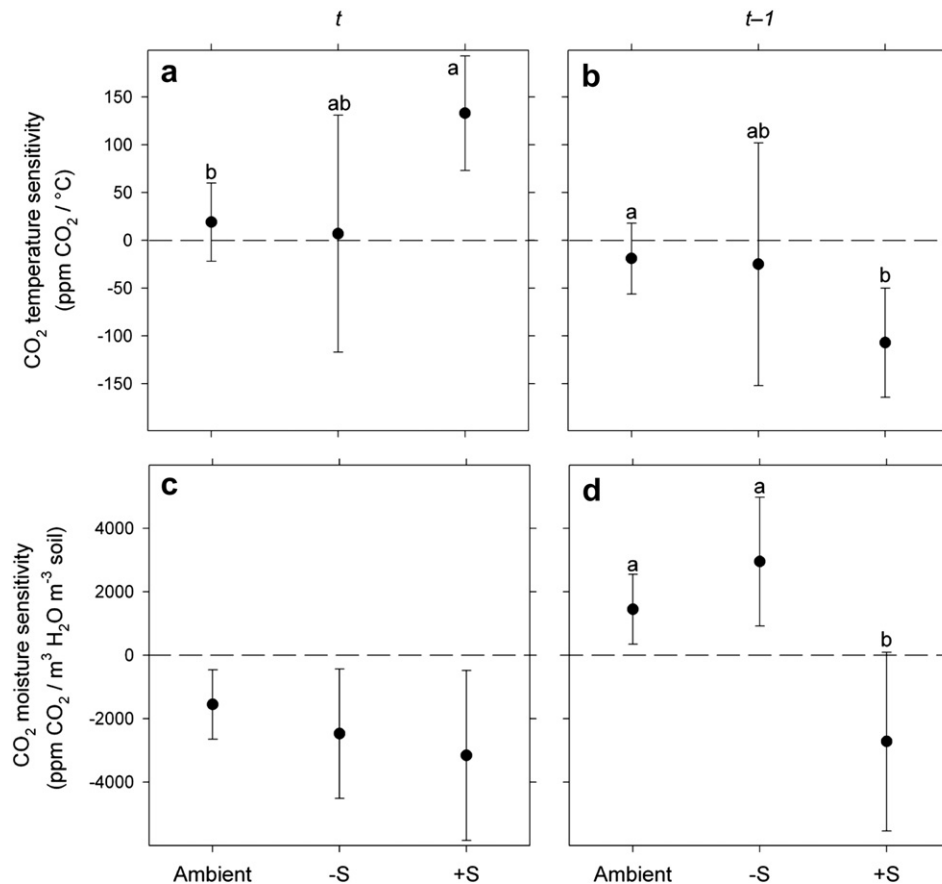 t
t–1
CO₂ temperature sensitivity
(ppm CO₂ / °C)
a
b
ab
a
150
100
50
0
-50
-100
-150
b
a
ab
b
CO₂ moisture sensitivity
(ppm CO₂ / m³ H₂O m⁻³ soil)
c
4000
2000
0
-2000
-4000
d
a
a
b
Ambient
-S
+S
Ambient
-S
+S